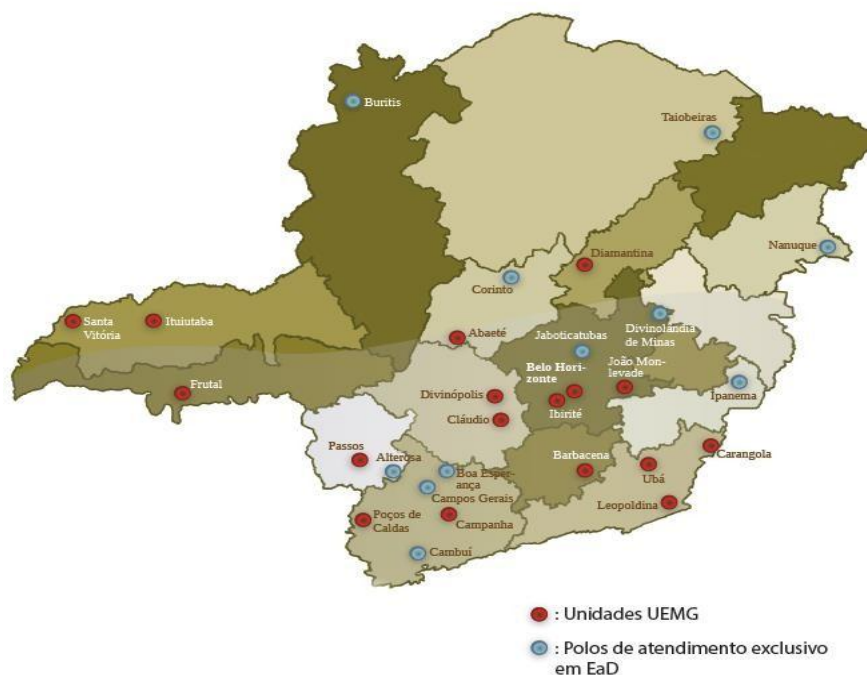 Buritis
Taiobeiras
Nanuque
Diamantina
Corinto
Santa
Vitória
Ituiutaba
Abaeté
Jaboticatubas
Divinolândia
de Minas
Belo Hori-
zonte
João Mon-
levade
Frutal
Divinópolis
Ibirité
Ipanema
Cláudio
Passos
Alterosa
Boa Esper-
ança
Barbacena
Carangola
Ubá
Campos Gerais
Leopoldina
Poços de
Caldas
Campanha
Cambuí
: Unidades UEMG
: Polos de atendimento exclusivo
em EaD